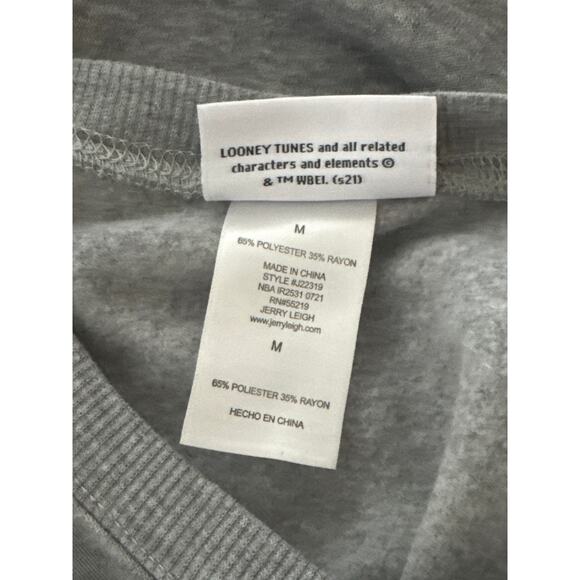 LOONEY TUNES and all related
characters and elements ©
& ™ WBEI. (s21)
M
65% POLYESTER 35% RAYON
MADE IN CHINA
STYLE #J22319
NBA IR2531 0721
RN#55219
JERRY LEIGH
www.jerryleigh.com
M
65% POLIESTER 35% RAYON
HECHO EN CHINA